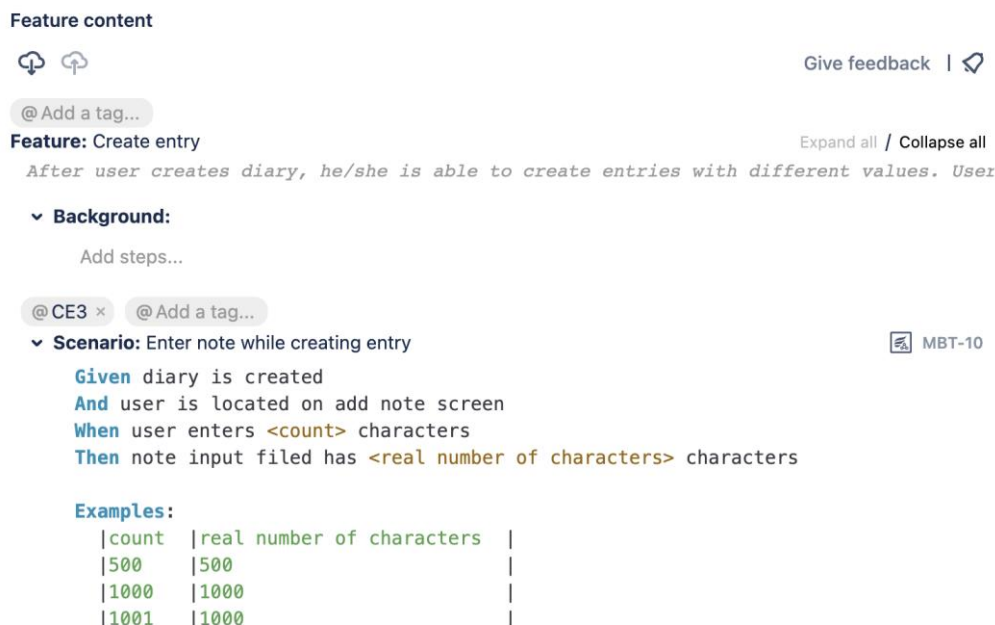 Feature content
Give feedback |
@ Add a tag...
Feature: Create entry Expand all / Collapse all
After user creates diary, he/she is able to create entries with different values. User
Background:
Add steps...
@ CE3 × @ Add a tag...
Scenario: Enter note while creating entry MBT-10
Given diary is created
And user is located on add note screen
When user enters <count> characters
Then note input filed has <real number of characters> characters
Examples:
|count |real number of characters |
|500 |500 |
|1000 |1000 |
|1001 |1000 |